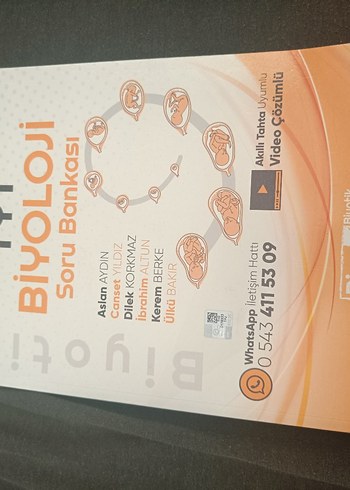 BİYOLOJİ
Soru Bankası
Aslan AYDIN
Canset YILDIZ
Dilek KORKMAZ
İbrahim ALTUN
Kerem BERKE
Ülkü BAKIR
Akıllı Tahta Uyumlu
Video Çözümlü
WhatsApp İletişim Hattı
0 543 411 53 09
Biyoti
Biyotik